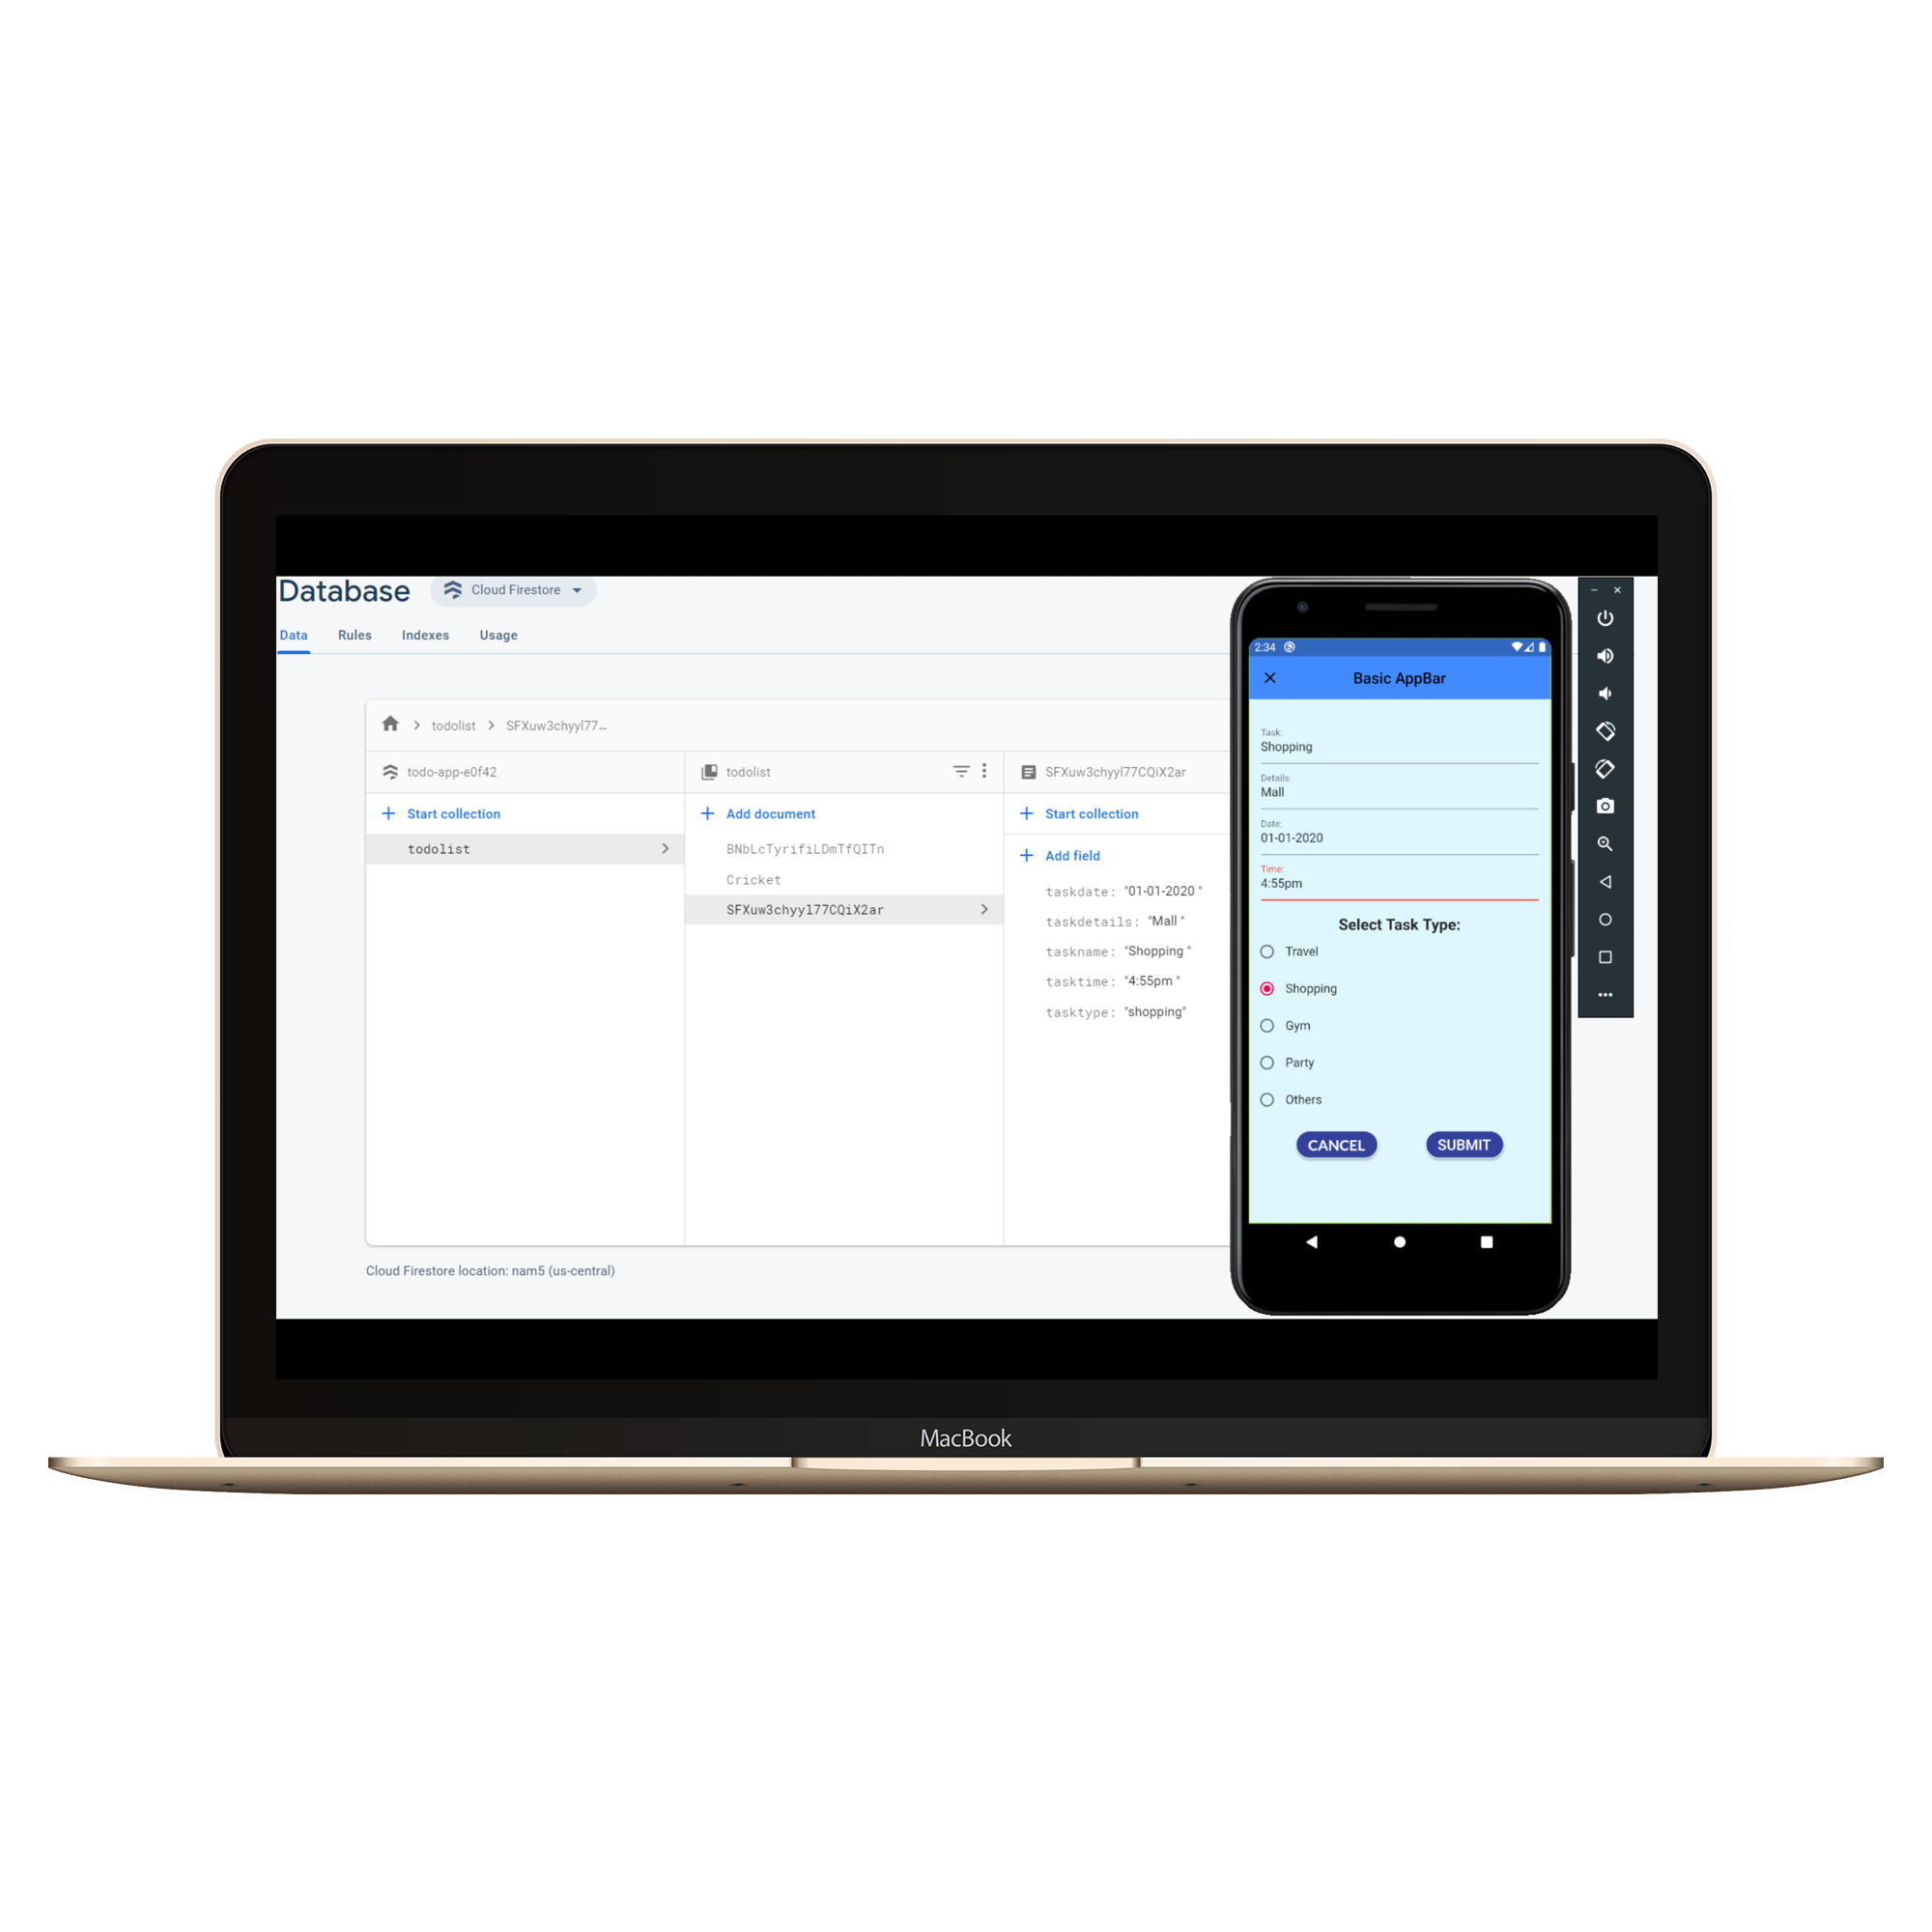 Database
Cloud Firestore
Data Rules Indexes Usage
todolist SFXuw3chyyl77...
todo-app-e0f42
Start collection
todolist
todolist
Add document
BNbLcTyrifiLDmTfQITn
Cricket
SFXuw3chyyl77CQiX2ar
SFXuw3chyyl77CQiX2ar
Start collection
Add field
taskdate: "01-01-2020 "
taskdetails: "Mall "
taskname: "Shopping "
tasktime: "4:55pm "
tasktype: "shopping"
Cloud Firestore location: nam5 (us-central)
2:34
Basic AppBar
Task:
Shopping
Details:
Mall
Date:
01-01-2020
Time:
4:55pm
Select Task Type:
Travel
Shopping
Gym
Party
Others
CANCEL SUBMIT
MacBook